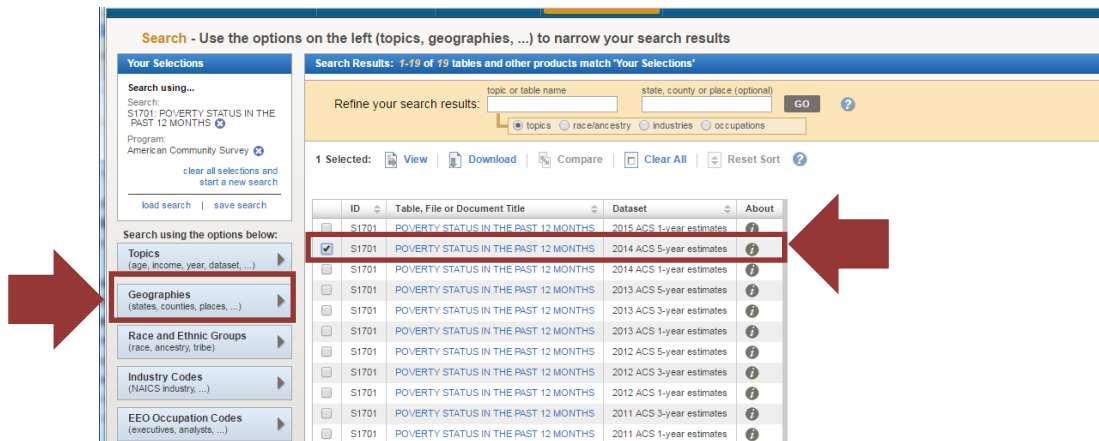 Search - Use the options on the left (topics, geographies, ...) to narrow your search results
Your Selections
Search using...
Search:
S1701: POVERTY STATUS IN THE
PAST 12 MONTHS
Program:
American Community Survey
clear all selections and
start a new search
load search | save search
Search using the options below:
Topics
(age, income, year, dataset, ...)
Geographies
(states, counties, places, ...)
Race and Ethnic Groups
(race, ancestry, tribe)
Industry Codes
(NAICS industry, ...)
EEO Occupation Codes
(executives, analysts, ...)
Search Results: 1-19 of 19 tables and other products match 'Your Selections'
topic or table name state, county or place (optional)
Refine your search results: GO ?
topics race/ancestry industries occupations
1 Selected: View | Download | Compare | Clear All | Reset Sort ?
ID Table, File or Document Title Dataset About
S1701 POVERTY STATUS IN THE PAST 12 MONTHS 2015 ACS 1-year estimates i
S1701 POVERTY STATUS IN THE PAST 12 MONTHS 2014 ACS 5-year estimates i
S1701 POVERTY STATUS IN THE PAST 12 MONTHS 2014 ACS 1-year estimates i
S1701 POVERTY STATUS IN THE PAST 12 MONTHS 2013 ACS 5-year estimates i
S1701 POVERTY STATUS IN THE PAST 12 MONTHS 2013 ACS 3-year estimates i
S1701 POVERTY STATUS IN THE PAST 12 MONTHS 2013 ACS 1-year estimates i
S1701 POVERTY STATUS IN THE PAST 12 MONTHS 2012 ACS 5-year estimates i
S1701 POVERTY STATUS IN THE PAST 12 MONTHS 2012 ACS 3-year estimates i
S1701 POVERTY STATUS IN THE PAST 12 MONTHS 2012 ACS 1-year estimates i
S1701 POVERTY STATUS IN THE PAST 12 MONTHS 2011 ACS 3-year estimates i
S1701 POVERTY STATUS IN THE PAST 12 MONTHS 2011 ACS 1-year estimates i